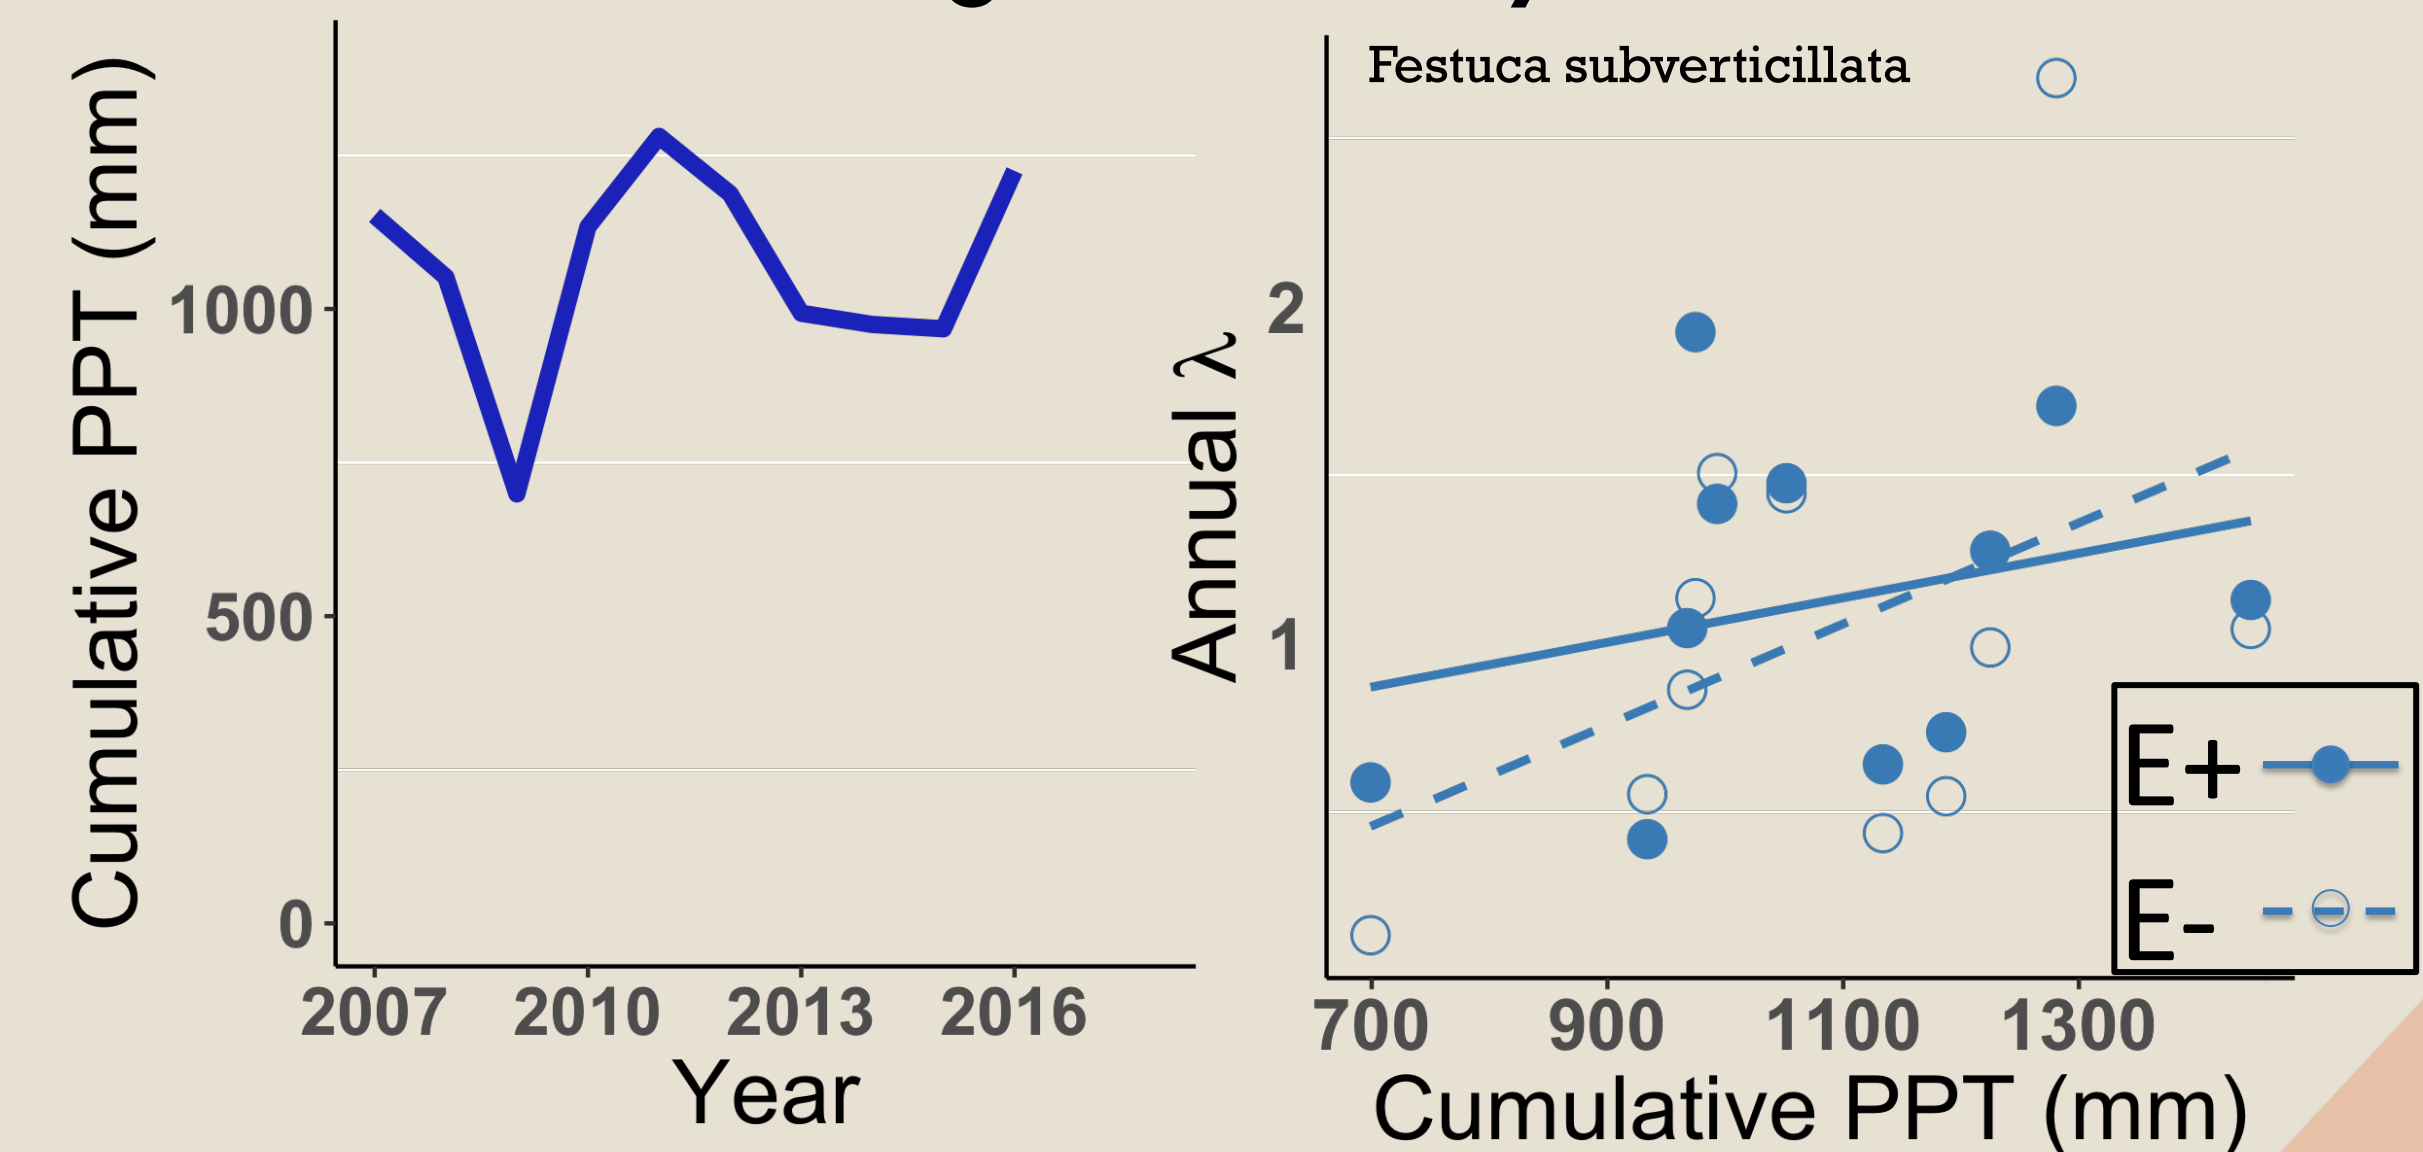 Cumulative PPT (mm)
1000
500
0
2007 2010 2013 2016
Year
Festuca subverticillata
Annual λ
2
1
E+
E-
700 900 1100 1300
Cumulative PPT (mm)